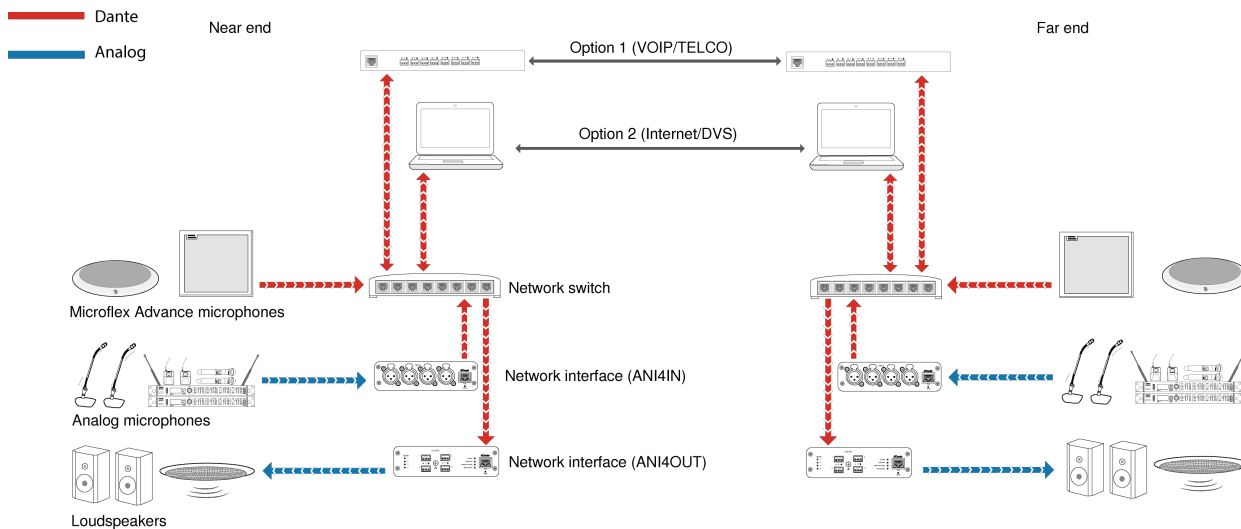 Dante
Analog
Near end
Far end
Option 1 (VOIP/TELCO)
Option 2 (Internet/DVS)
Network switch
Microflex Advance microphones
Network interface (ANI4IN)
Analog microphones
Network interface (ANI4OUT)
Loudspeakers